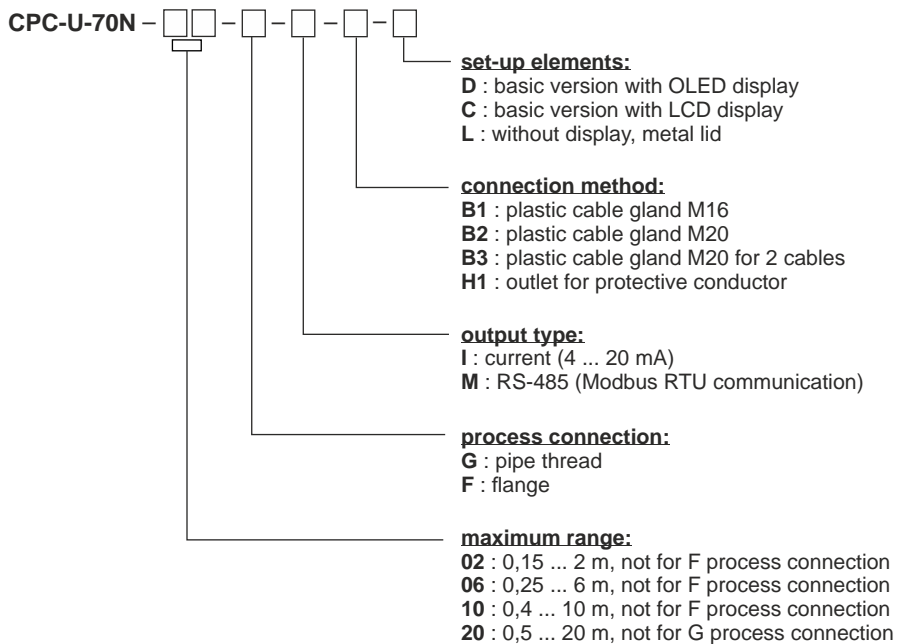 CPC-U-70N – – – – –
set-up elements:
D : basic version with OLED display
C : basic version with LCD display
L : without display, metal lid
connection method:
B1 : plastic cable gland M16
B2 : plastic cable gland M20
B3 : plastic cable gland M20 for 2 cables
H1 : outlet for protective conductor
output type:
I : current (4 ... 20 mA)
M : RS-485 (Modbus RTU communication)
process connection:
G : pipe thread
F : flange
maximum range:
02 : 0,15 ... 2 m, not for F process connection
06 : 0,25 ... 6 m, not for F process connection
10 : 0,4 ... 10 m, not for F process connection
20 : 0,5 ... 20 m, not for G process connection